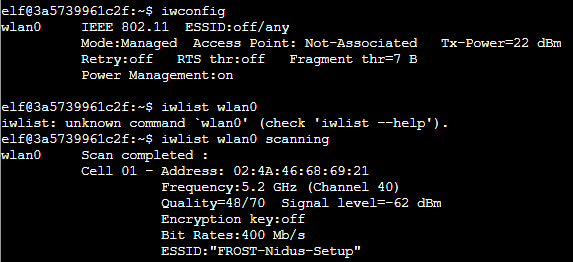 elf@3a5739961c2f:~$ iwconfig
wlan0     IEEE 802.11  ESSID:off/any
          Mode:Managed  Access Point: Not-Associated   Tx-Power=22 dBm
          Retry:off   RTS thr:off   Fragment thr=7 B
          Power Management:on

elf@3a5739961c2f:~$ iwlist wlan0
iwlist: unknown command `wlan0' (check 'iwlist --help').
elf@3a5739961c2f:~$ iwlist wlan0 scanning
wlan0     Scan completed :
          Cell 01 - Address: 02:4A:46:68:69:21
                    Frequency:5.2 GHz (Channel 40)
                    Quality=48/70  Signal level=-62 dBm
                    Encryption key:off
                    Bit Rates:400 Mb/s
                    ESSID:"FROST-Nidus-Setup"